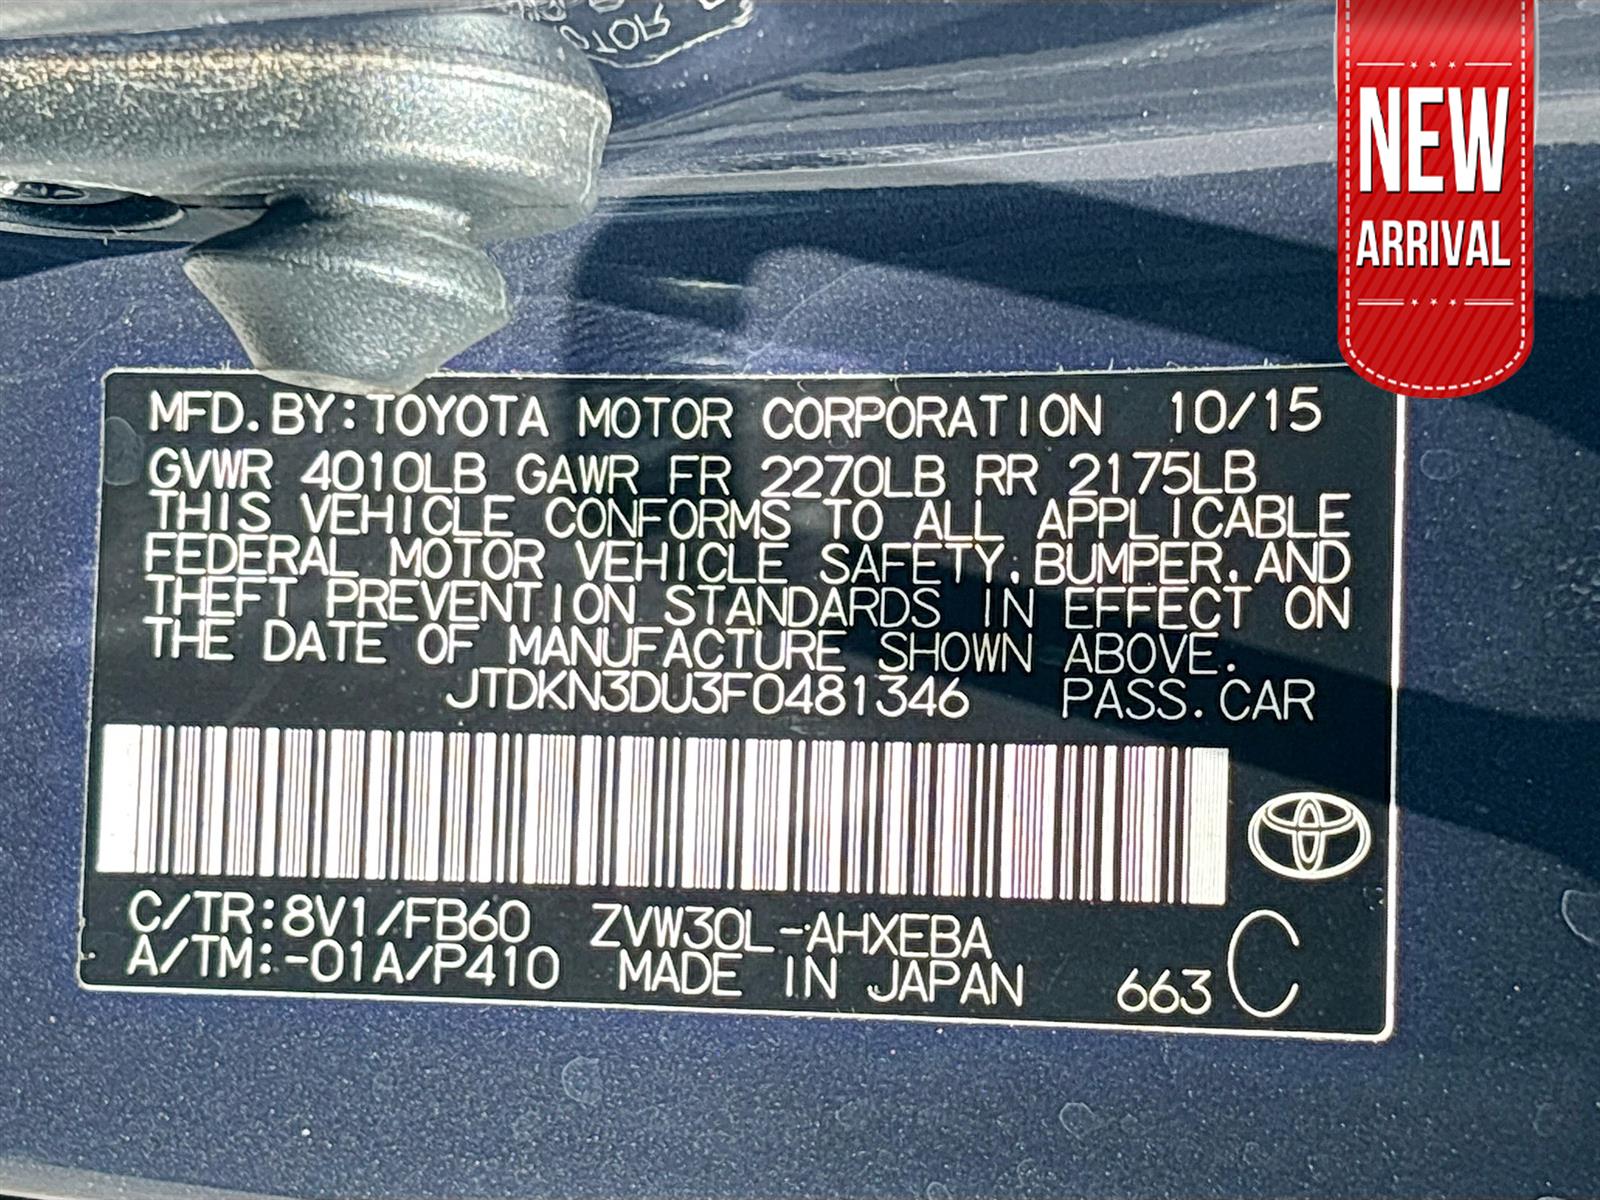 NEW
ARRIVAL
MFD. BY: TOYOTA MOTOR CORPORATION 10/15
GVWR 4010LB GAWR FR 2270LB RR 2175LB
THIS VEHICLE CONFORMS TO ALL APPLICABLE
FEDERAL MOTOR VEHICLE SAFETY, BUMPER, AND
THEFT PREVENTION STANDARDS IN EFFECT ON
THE DATE OF MANUFACTURE SHOWN ABOVE.
JTDKN3DU3F0481346 PASS. CAR
C/TR:8V1/FB60 ZVW30L-AHXEBA
A/TM:-01A/P410 MADE IN JAPAN 663 C